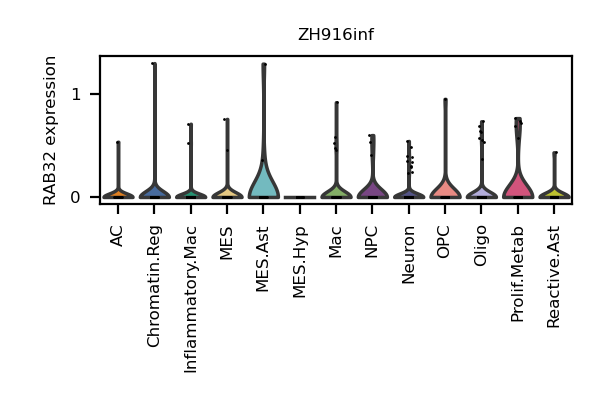 ZH916inf
RAB32 expression
1
0
AC
Chromatin.Reg
Inflammatory.Mac
MES
MES.Ast
MES.Hyp
Mac
NPC
Neuron
OPC
Oligo
Prolif.Metab
Reactive.Ast